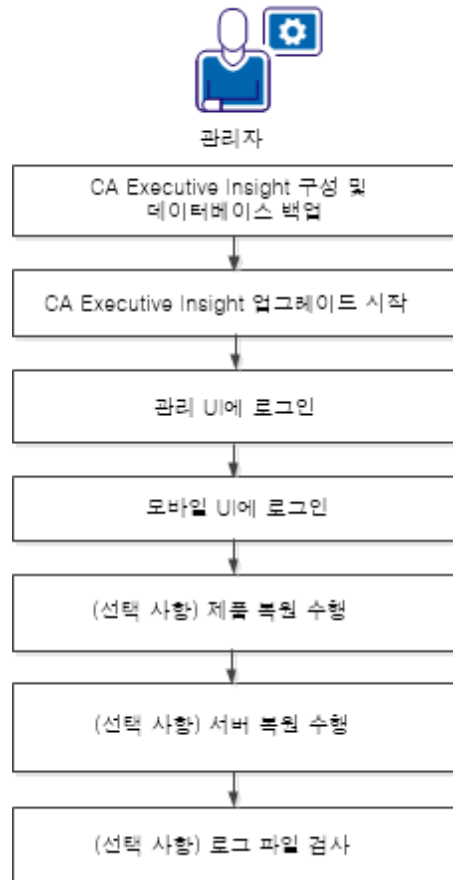 관리자
CA Executive Insight 구성 및
데이터베이스 백업
CA Executive Insight 업그레이드 시작
관리 UI에 로그인
모바일 UI에 로그인
(선택 사항) 제품 복원 수행
(선택 사항) 서버 복원 수행
(선택 사항) 로그 파일 검사